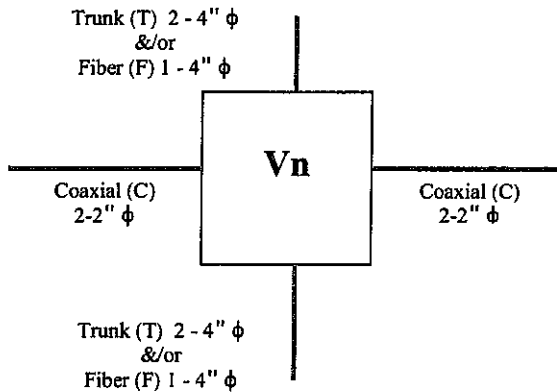 Trunk (T) 2 - 4" ϕ
&/or
Fiber (F) 1 - 4" ϕ
Vn
Coaxial (C)
2-2" ϕ
Coaxial (C)
2-2" ϕ
Trunk (T) 2 - 4" ϕ
&/or
Fiber (F) 1 - 4" ϕ